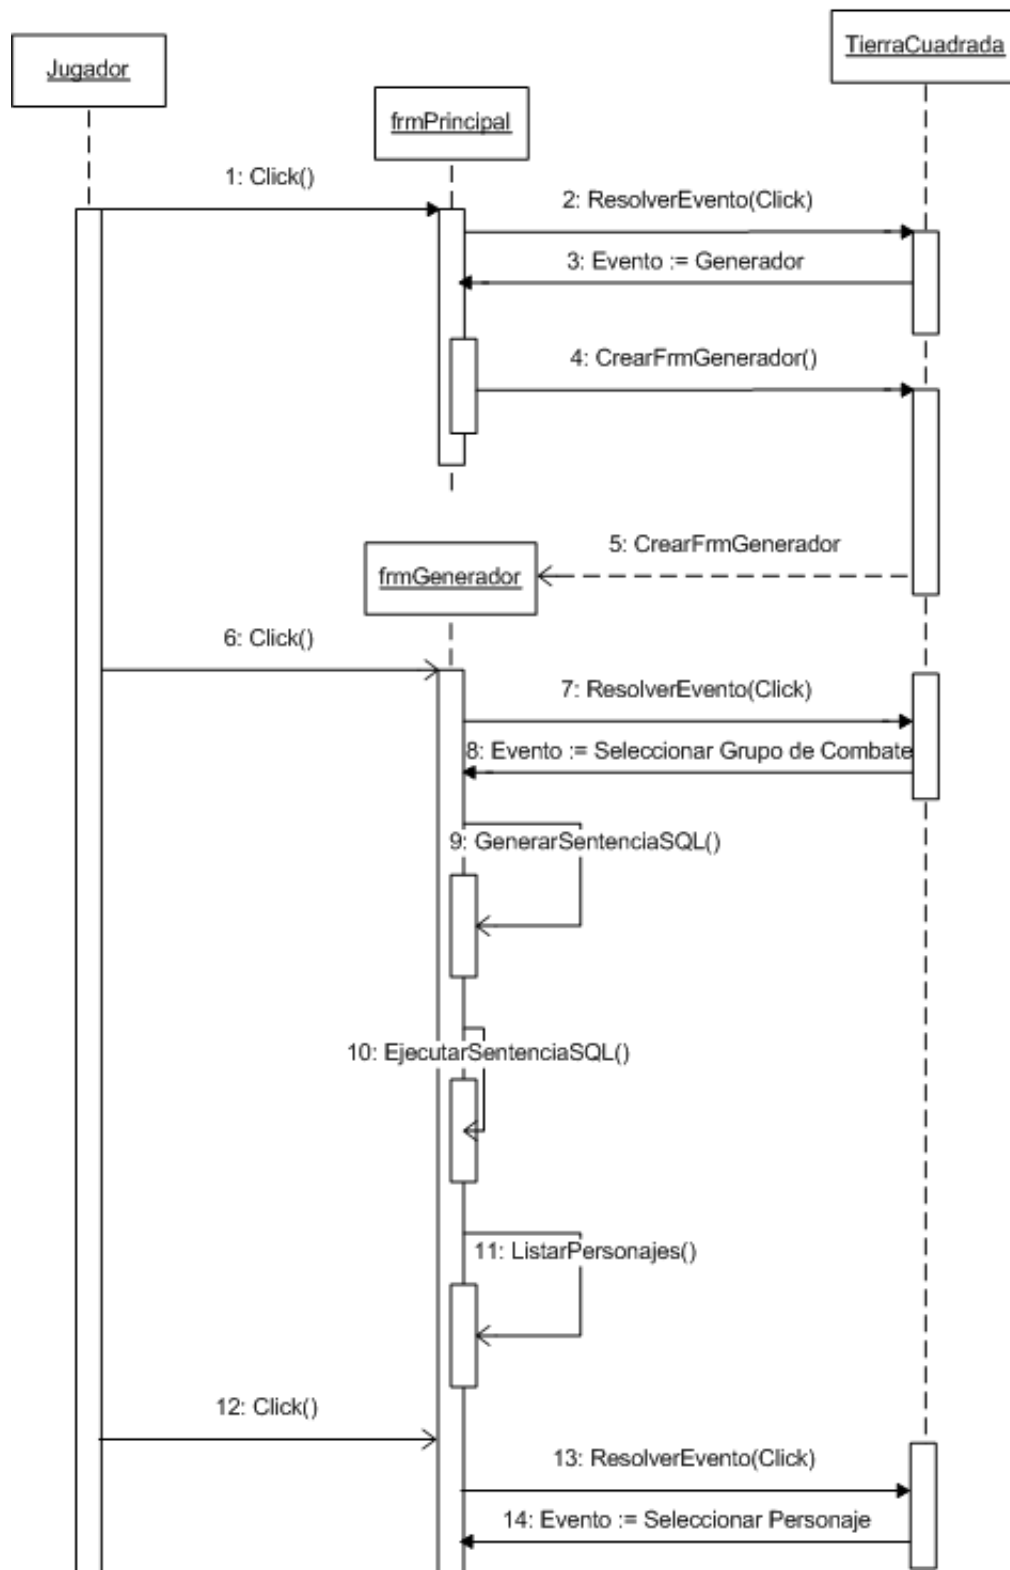 TierraCuadrada
Jugador
frmPrincipal
1: Click()
2: ResolverEvento(Click)
3: Evento := Generador
4: CrearFrmGenerador()
5: CrearFrmGenerador
frmGenerador
6: Click()
7: ResolverEvento(Click)
8: Evento := Seleccionar Grupo de Combate
9: GenerarSentenciaSQL()
10: EjecutarSentenciaSQL()
11: ListarPersonajes()
12: Click()
13: ResolverEvento(Click)
14: Evento := Seleccionar Personaje